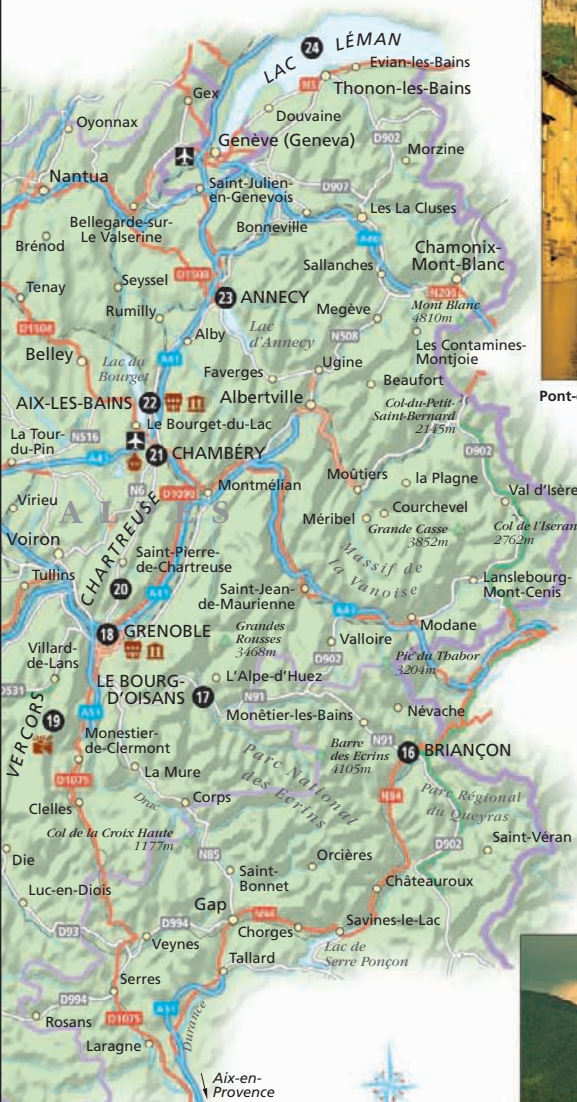 24
LAC LÉMAN
Evian-les-Bains
N5
Thonon-les-Bains
Gex
Douvaine
Oyonnax
Genève (Geneva)
D902
Morzine
Nantua
Saint-Julien-
en-Genevois
D907
Les La Cluses
Bellegarde-sur-
Le Valserine
Bonneville
A40
Brénod
Chamonix-
Mont-Blanc
Sallanches
Tenay
Seyssel
D1508
N205
23 ANNECY
Mont Blanc
4810m
Rumilly
Megève
D1504
Alby
Lac
d'Annecy
N508
Les Contamines-
Montjoie
Belley
Lac du
Bourget
A41
Faverges
Ugine
Beaufort
AIX-LES-BAINS 22
Albertville
Col-du-Petit-
Saint-Bernard
2145m
Pont-
Le Bourget-du-Lac
La Tour-
du-Pin
N516
D902
A43
21 CHAMBÉRY
N6
D1090
Montmélian
Moûtiers
la Plagne
Val d'Isère
Virieu
ALPES
Courchevel
Méribel
Grande Casse
3852m
Col de l'Iseran
2762m
Voiron
CHARTREUSE
Saint-Pierre-
de-Chartreuse
Massif de
la Vanoise
Tullins
20
A41
Saint-Jean-
de-Maurienne
Lanslebourg-
Mont-Cenis
A43
18 GRENOBLE
Grandes
Rousses
3468m
Modane
Valloire
Villard-
de-Lans
D902
Pic du Thabor
3204m
LE BOURG-
D'OISANS 17
L'Alpe-d'Huez
D531
N91
Névache
VERCORS 19
A51
Monêtier-les-Bains
Monestier-
de-Clermont
Barre
des Ecrins
4105m
N91
16 BRIANÇON
La Mure
Parc National
des Ecrins
D1075
N94
Parc Régional
du Queyras
Clelles
Drac
Corps
Col de la Croix Haute
1177m
D902
Saint-Véran
Die
N85
Orcières
Saint-
Bonnet
Châteauroux
Luc-en-Diois
Gap
N94
D93
D994
Chorges
Savines-le-Lac
Veynes
Lac de
Serre Ponçon
Tallard
Serres
D994
A51
Rosans
D1075
Durance
Laragne
Aix-en-
Provence